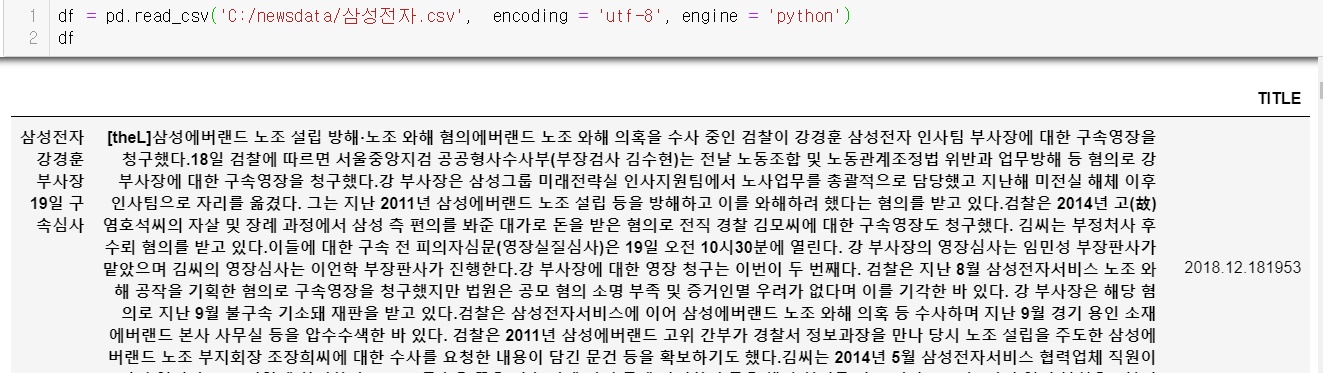 1 df = pd.read_csv('C:/newsdata/삼성전자.csv', encoding = 'utf-8', engine = 'python')
2 df
TITLE
삼성전자 [theL]삼성에버랜드 노조 설립 방해·노조 와해 혐의에버랜드 노조 와해 의혹을 수사 중인 검찰이 강경훈 삼성전자 인사팀 부사장에 대한 구속영장을
강경훈 청구했다.18일 검찰에 따르면 서울중앙지검 공공형사수사부(부장검사 김수현)는 전날 노동조합 및 노동관계조정법 위반과 업무방해 등 혐의로 강
부사장 부사장에 대한 구속영장을 청구했다.강 부사장은 삼성그룹 미래전략실 인사지원팀에서 노사업무를 총괄적으로 담당했고 지난해 미전실 해체 이후
19일 구 인사팀으로 자리를 옮겼다. 그는 지난 2011년 삼성에버랜드 노조 설립 등을 방해하고 이를 와해하려 했다는 혐의를 받고 있다.검찰은 2014년 고(故)
속심사 염호석씨의 자살 및 장례 과정에서 삼성 측 편의를 봐준 대가로 돈을 받은 혐의로 전직 경찰 김모씨에 대한 구속영장도 청구했다. 김씨는 부정처사 후
수뢰 혐의를 받고 있다.이들에 대한 구속 전 피의자심문(영장실질심사)은 19일 오전 10시30분에 열린다. 강 부사장의 영장심사는 임민성 부장판사가
맡았으며 김씨의 영장심사는 이언학 부장판사가 진행한다.강 부사장에 대한 영장 청구는 이번이 두 번째다. 검찰은 지난 8월 삼성전자서비스 노조 와 2018.12.181953
해 공작을 기획한 혐의로 구속영장을 청구했지만 법원은 공모 혐의 소명 부족 및 증거인멸 우려가 없다며 이를 기각한 바 있다. 강 부사장은 해당 혐
의로 지난 9월 불구속 기소돼 재판을 받고 있다.검찰은 삼성전자서비스에 이어 삼성에버랜드 노조 와해 의혹 등 수사하며 지난 9월 경기 용인 소재
에버랜드 본사 사무실 등을 압수수색한 바 있다. 검찰은 2011년 삼성에버랜드 고위 간부가 경찰서 정보과장을 만나 당시 노조 설립을 주도한 삼성에
버랜드 노조 부지회장 조장희씨에 대한 수사를 요청한 내용이 담긴 문건 등을 확보하기도 했다.김씨는 2014년 5월 삼성전자서비스 협력업체 직원이